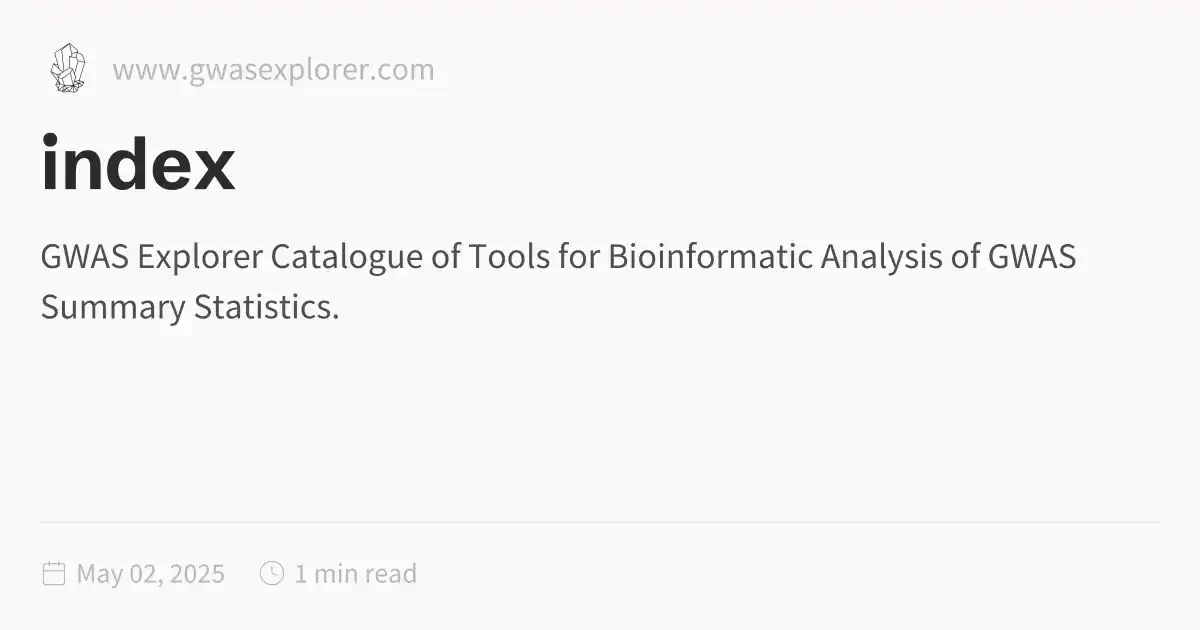 www.gwasexplorer.com
index
GWAS Explorer Catalogue of Tools for Bioinformatic Analysis of GWAS
Summary Statistics.
May 02, 2025 1 min read